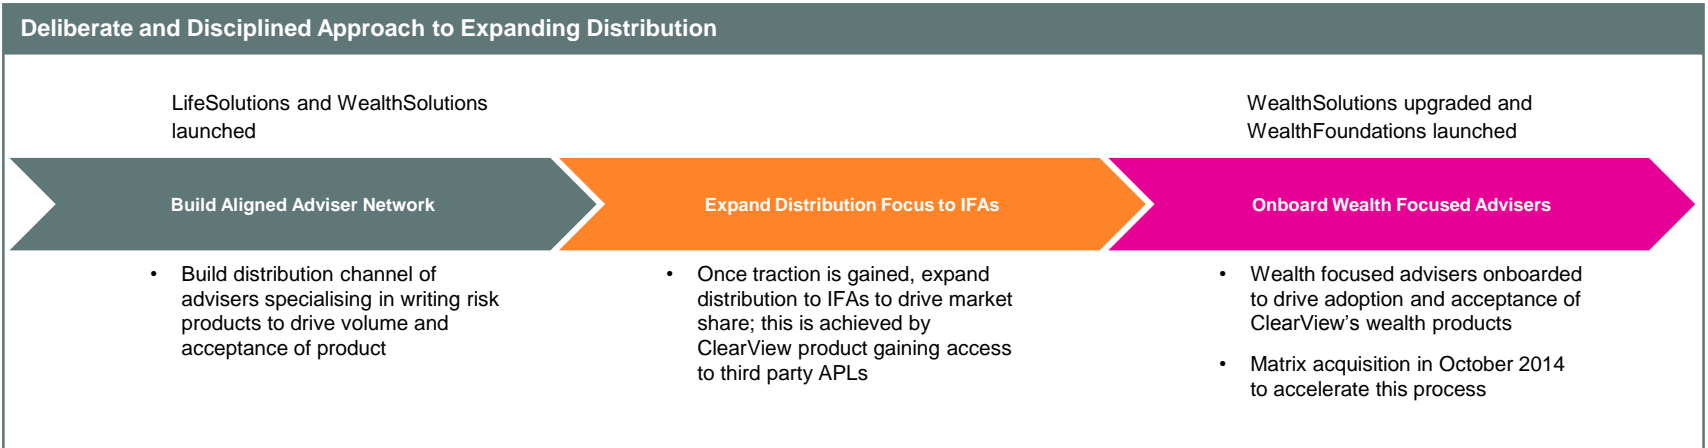 Deliberate and Disciplined Approach to Expanding Distribution
LifeSolutions and WealthSolutions
launched
WealthSolutions upgraded and
WealthFoundations launched
Build Aligned Adviser Network
Expand Distribution Focus to IFAs
Onboard Wealth Focused Advisers
• Build distribution channel of
advisers specialising in writing risk
products to drive volume and
acceptance of product
• Once traction is gained, expand
distribution to IFAs to drive market
share; this is achieved by
ClearView product gaining access
to third party APLs
• Wealth focused advisers onboarded
to drive adoption and acceptance of
ClearView’s wealth products
• Matrix acquisition in October 2014
to accelerate this process